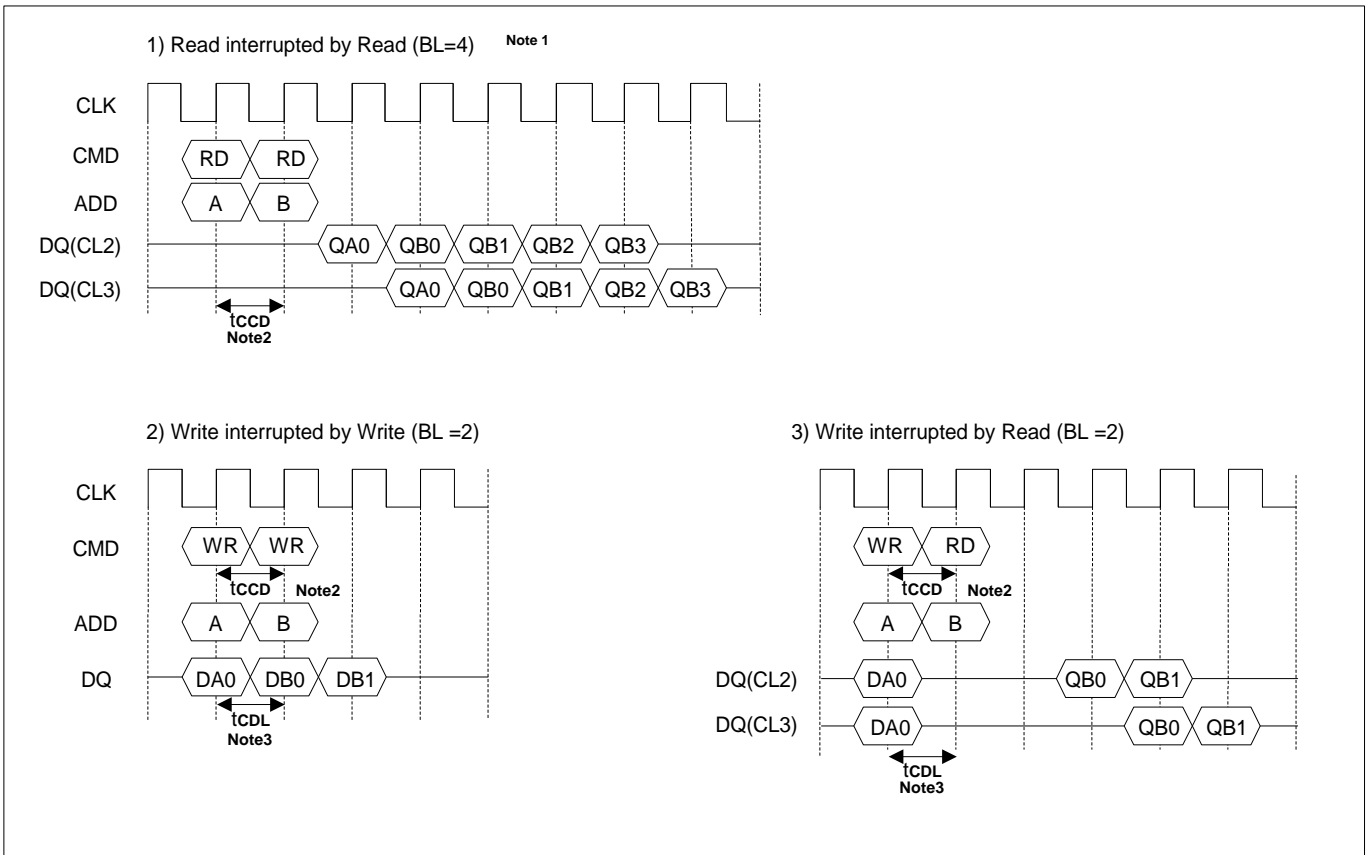 1) Read interrupted by Read (BL=4) Note 1
CLK
CMD RD RD
ADD A B
DQ(CL2) QA0 QB0 QB1 QB2 QB3
DQ(CL3) QA0 QB0 QB1 QB2 QB3
tCCD
Note2
2) Write interrupted by Write (BL =2)
CLK
CMD WR WR
tCCD Note2
ADD A B
DQ DA0 DB0 DB1
tCDL
Note3
3) Write interrupted by Read (BL =2)
WR RD
tCCD Note2
A B
DQ(CL2) DA0 QB0 QB1
DQ(CL3) DA0 QB0 QB1
tCDL
Note3